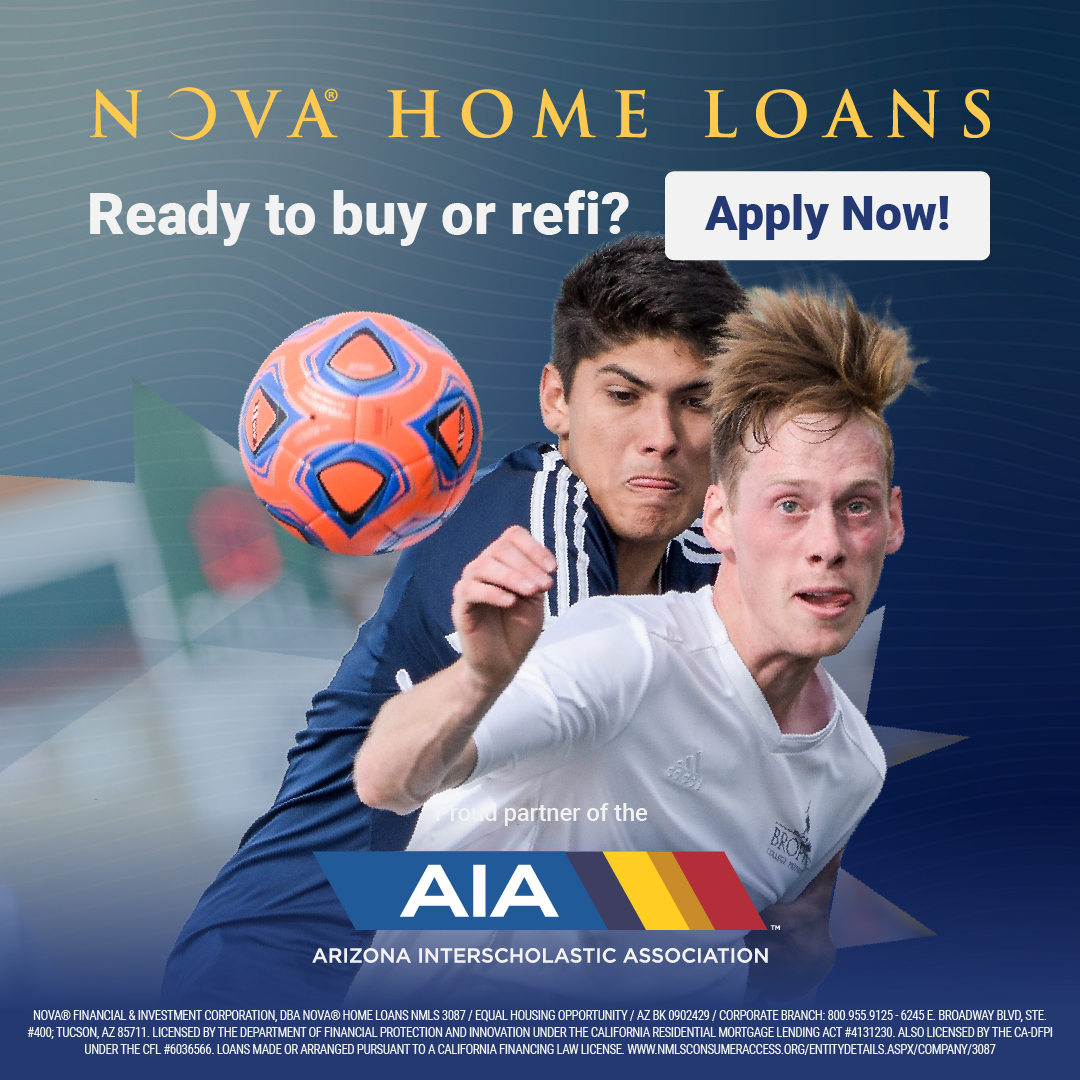 NOVA® HOME LOANS
Ready to buy or refi?
Apply Now!
Proud partner of the
AIA™
ARIZONA INTERSCHOLASTIC ASSOCIATION
NOVA® FINANCIAL & INVESTMENT CORPORATION, DBA NOVA® HOME LOANS NMLS 3087 / EQUAL HOUSING OPPORTUNITY / AZ BK 0902429 / CORPORATE BRANCH: 800.955.9125 - 6245 E. BROADWAY BLVD, STE.
#400; TUCSON, AZ 85711. LICENSED BY THE DEPARTMENT OF FINANCIAL PROTECTION AND INNOVATION UNDER THE CALIFORNIA RESIDENTIAL MORTGAGE LENDING ACT #4131230. ALSO LICENSED BY THE CA-DFPI
UNDER THE CFL #6036566. LOANS MADE OR ARRANGED PURSUANT TO A CALIFORNIA FINANCING LAW LICENSE. WWW.NMLSCONSUMERACCESS.ORG/ENTITYDETAILS.ASPX/COMPANY/3087